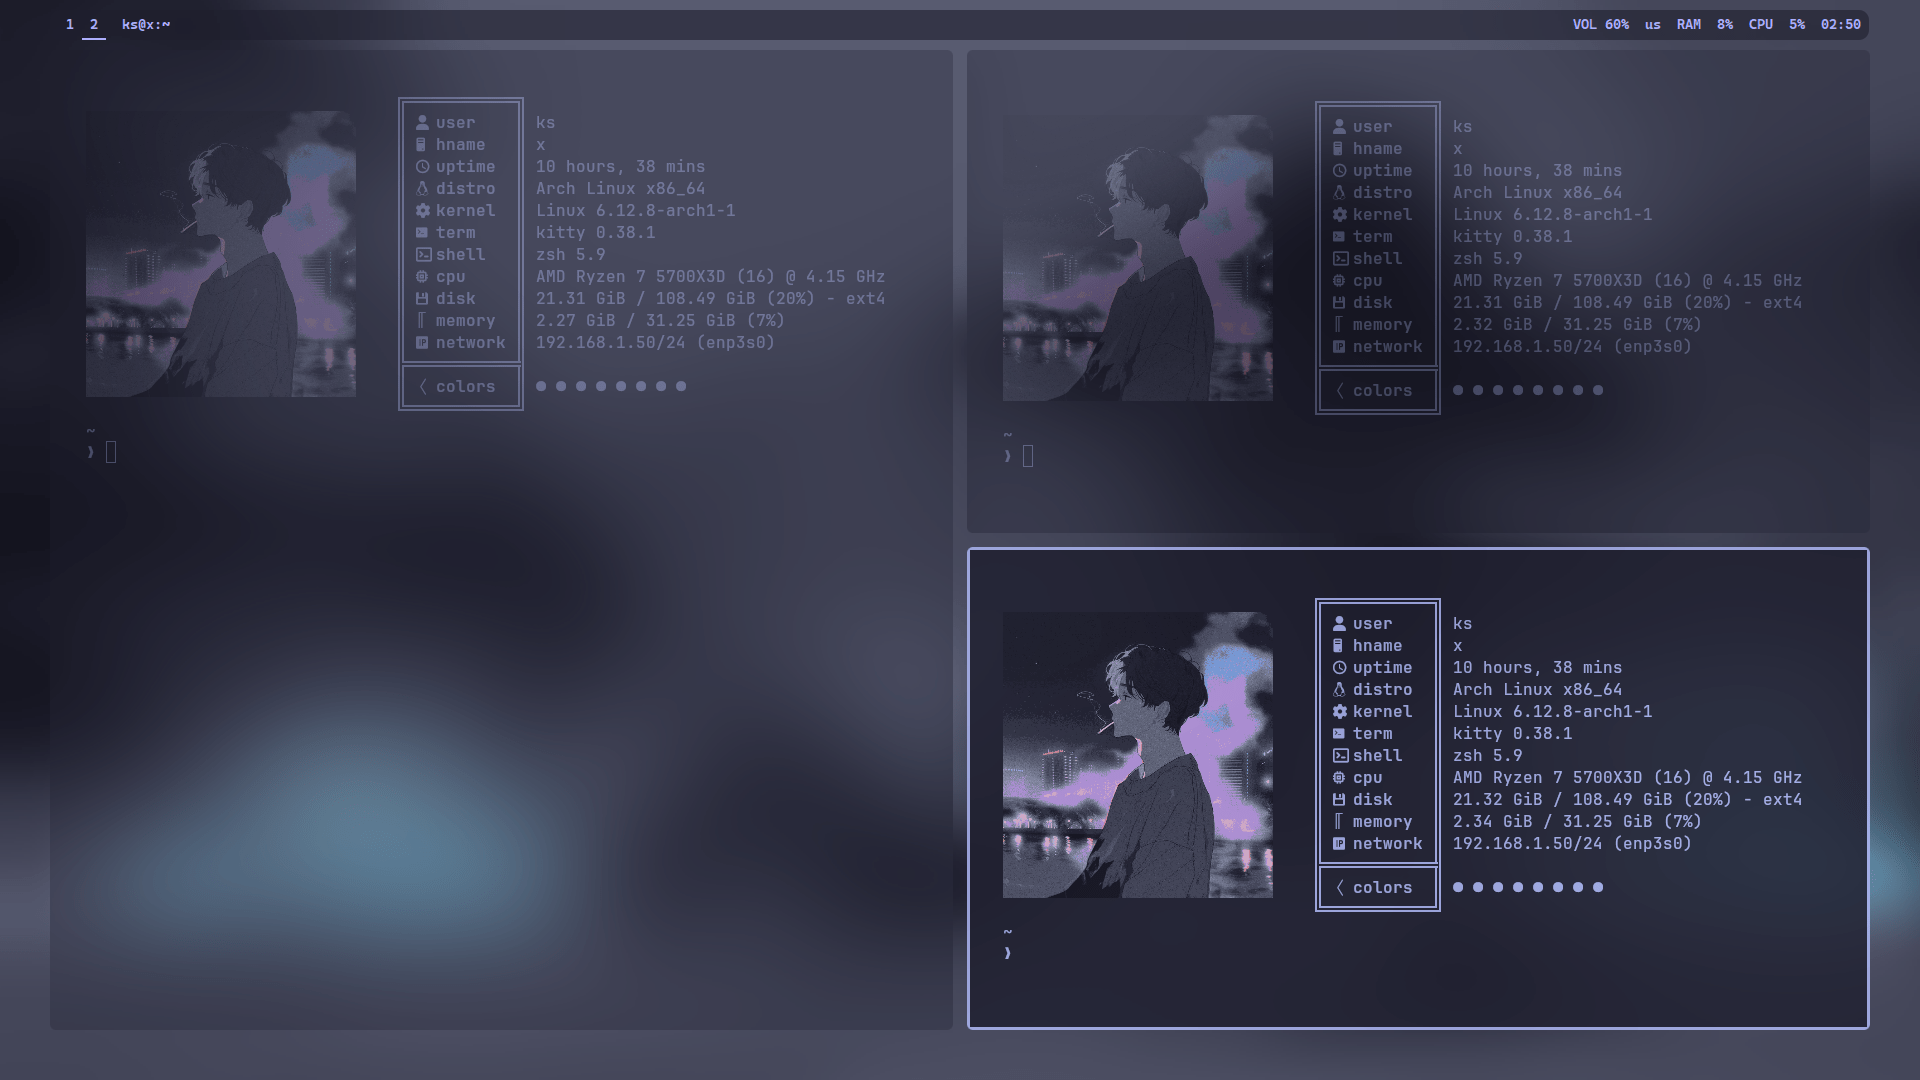 1 2 ks@x:~ VOL 60% us RAM 8% CPU 5% 02:50
user ks
hname x
uptime 10 hours, 38 mins
distro Arch Linux x86_64
kernel Linux 6.12.8-arch1-1
term kitty 0.38.1
shell zsh 5.9
cpu AMD Ryzen 7 5700X3D (16) @ 4.15 GHz
disk 21.31 GiB / 108.49 GiB (20%) - ext4
memory 2.27 GiB / 31.25 GiB (7%)
network 192.168.1.50/24 (enp3s0)
colors
~
❱
user ks
hname x
uptime 10 hours, 38 mins
distro Arch Linux x86_64
kernel Linux 6.12.8-arch1-1
term kitty 0.38.1
shell zsh 5.9
cpu AMD Ryzen 7 5700X3D (16) @ 4.15 GHz
disk 21.31 GiB / 108.49 GiB (20%) - ext4
memory 2.32 GiB / 31.25 GiB (7%)
network 192.168.1.50/24 (enp3s0)
colors
~
❱
user ks
hname x
uptime 10 hours, 38 mins
distro Arch Linux x86_64
kernel Linux 6.12.8-arch1-1
term kitty 0.38.1
shell zsh 5.9
cpu AMD Ryzen 7 5700X3D (16) @ 4.15 GHz
disk 21.32 GiB / 108.49 GiB (20%) - ext4
memory 2.34 GiB / 31.25 GiB (7%)
network 192.168.1.50/24 (enp3s0)
colors
~
❱